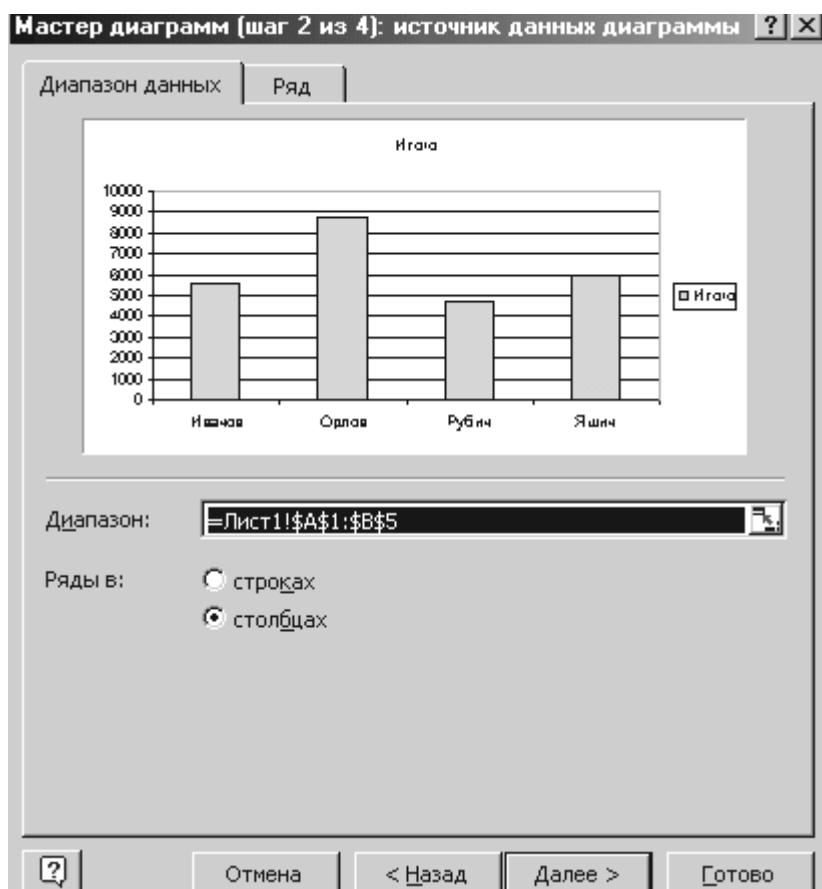 Мастер диаграмм (шаг 2 из 4): источник данных диаграммы
Диапазон данных Ряд
Итого
10000
9000
8000
7000
6000
5000
4000
3000
2000
1000
0
Итого
Иванов Орлов Рубин Яшин
Диапазон: =Лист1!$A$1:$B$5
Ряды в: строках
столбцах
Отмена < Назад Далее > Готово